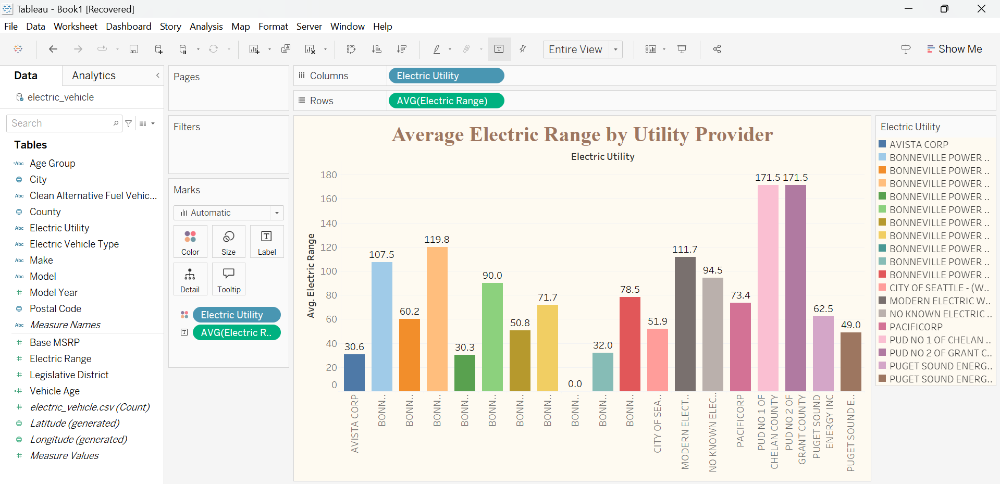 Tableau - Book1 [Recovered]
File Data Worksheet Dashboard Story Analysis Map Format Server Window Help
Entire View
Show Me
Data
Analytics
electric_vehicle
Search
Tables
Abc Age Group
City
Abc Clean Alternative Fuel Vehic...
County
Abc Electric Utility
Abc Electric Vehicle Type
Abc Make
Abc Model
Model Year
Postal Code
Abc Measure Names
Base MSRP
Electric Range
Legislative District
Vehicle Age
electric_vehicle.csv (Count)
Latitude (generated)
Longitude (generated)
Measure Values
Pages
Filters
Marks
Automatic
Color
Size
Label
Detail
Tooltip
Electric Utility
AVG(Electric R..
Columns
Electric Utility
Rows
AVG(Electric Range)
Average Electric Range by Utility Provider
Electric Utility
Avg. Electric Range
180
160
140
120
100
80
60
40
20
0
30.6
107.5
60.2
119.8
30.3
90.0
50.8
71.7
0.0
32.0
78.5
51.9
111.7
94.5
73.4
171.5
171.5
62.5
49.0
AVISTA CORP
BONN..
BONN..
BONN..
BONN..
BONN..
BONN..
BONN..
BONN..
BONN..
BONN..
CITY OF SEA..
MODERN ELECT..
NO KNOWN ELEC..
PACIFICORP
PUD NO 1 OF
CHELAN COUNTY
PUD NO 2 OF
GRANT COUNTY
PUGET SOUND
ENERGY INC
PUGET SOUND E..
Electric Utility
AVISTA CORP
BONNEVILLE POWER ..
BONNEVILLE POWER ..
BONNEVILLE POWER ..
BONNEVILLE POWER ..
BONNEVILLE POWER ..
BONNEVILLE POWER ..
BONNEVILLE POWER ..
BONNEVILLE POWER ..
BONNEVILLE POWER ..
BONNEVILLE POWER ..
CITY OF SEATTLE - (W..
MODERN ELECTRIC W..
NO KNOWN ELECTRIC ..
PACIFICORP
PUD NO 1 OF CHELAN ..
PUD NO 2 OF GRANT C..
PUGET SOUND ENERG..
PUGET SOUND ENERG..